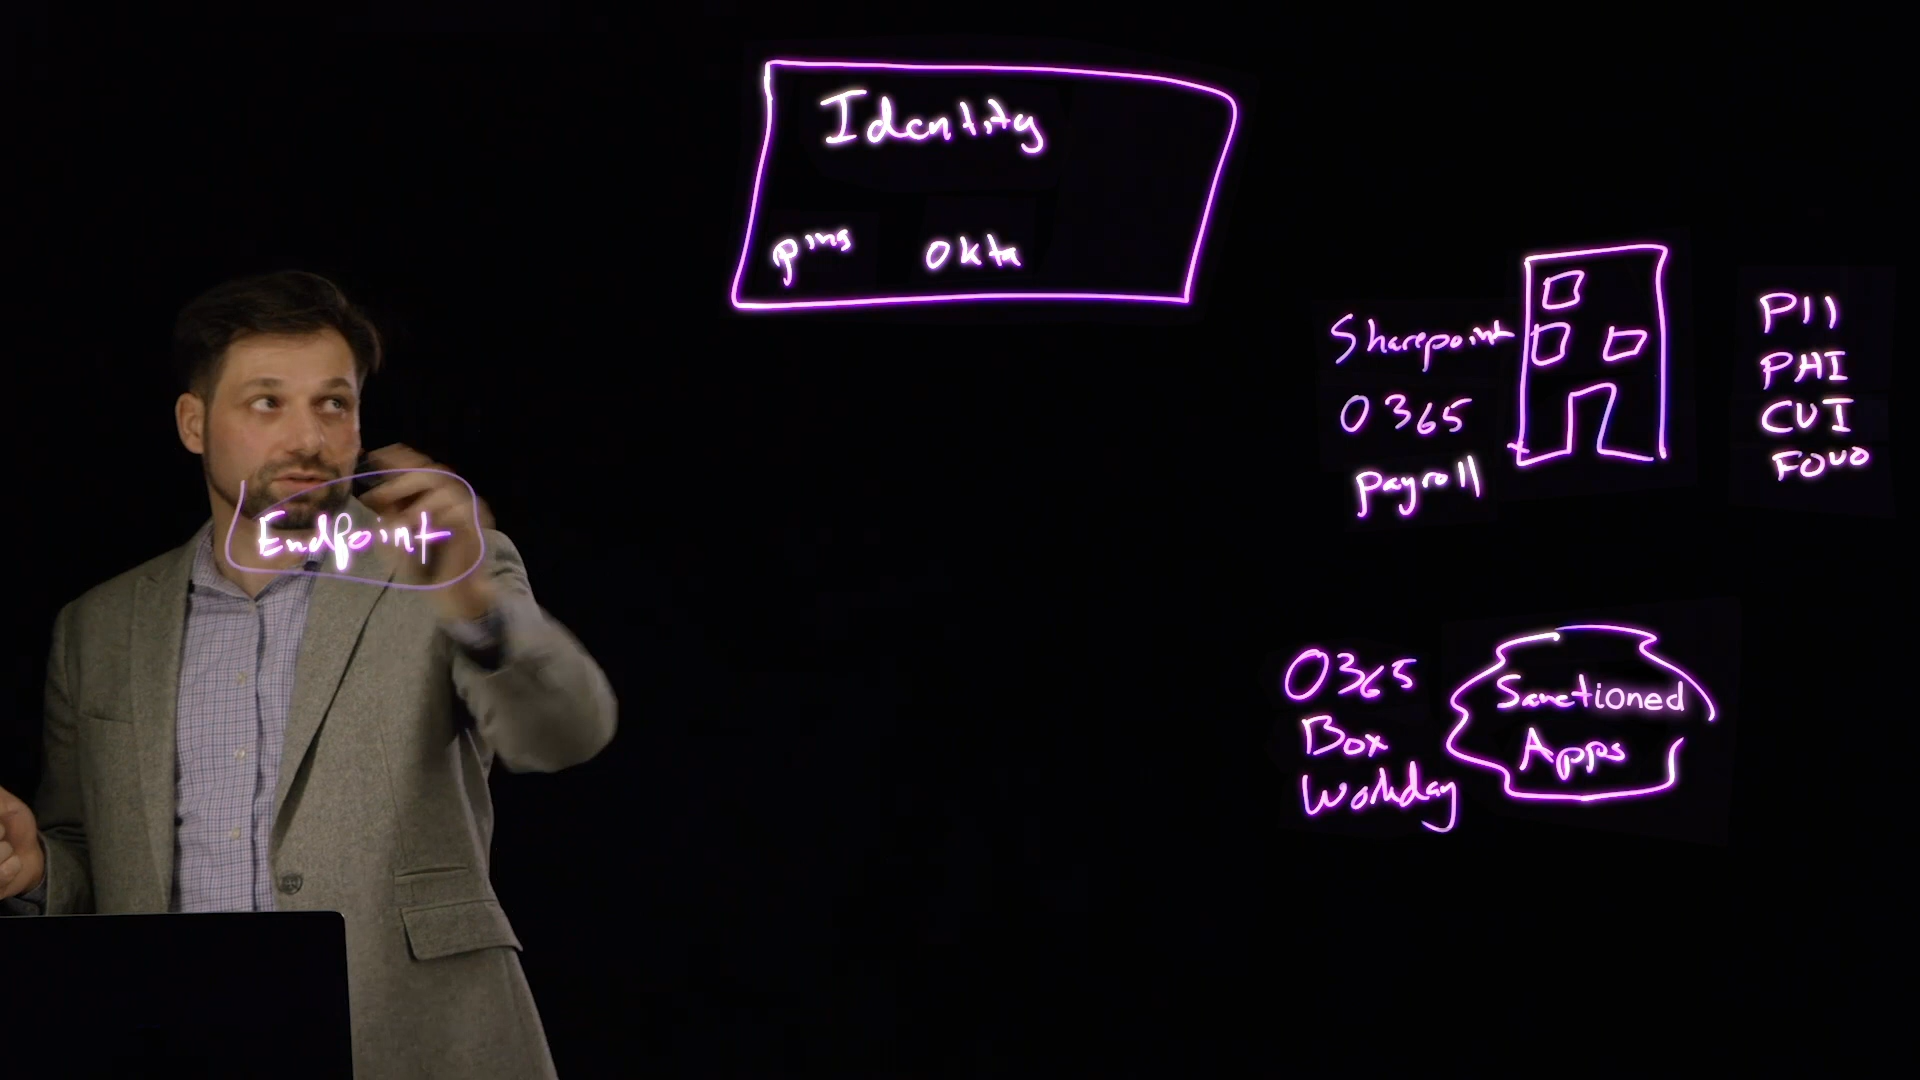 Identity
ping okta
Sharepoint
O365
payroll
PII
PHI
CUI
FOUO
Endpoint
O365
Box
Workday
Sanctioned
Apps